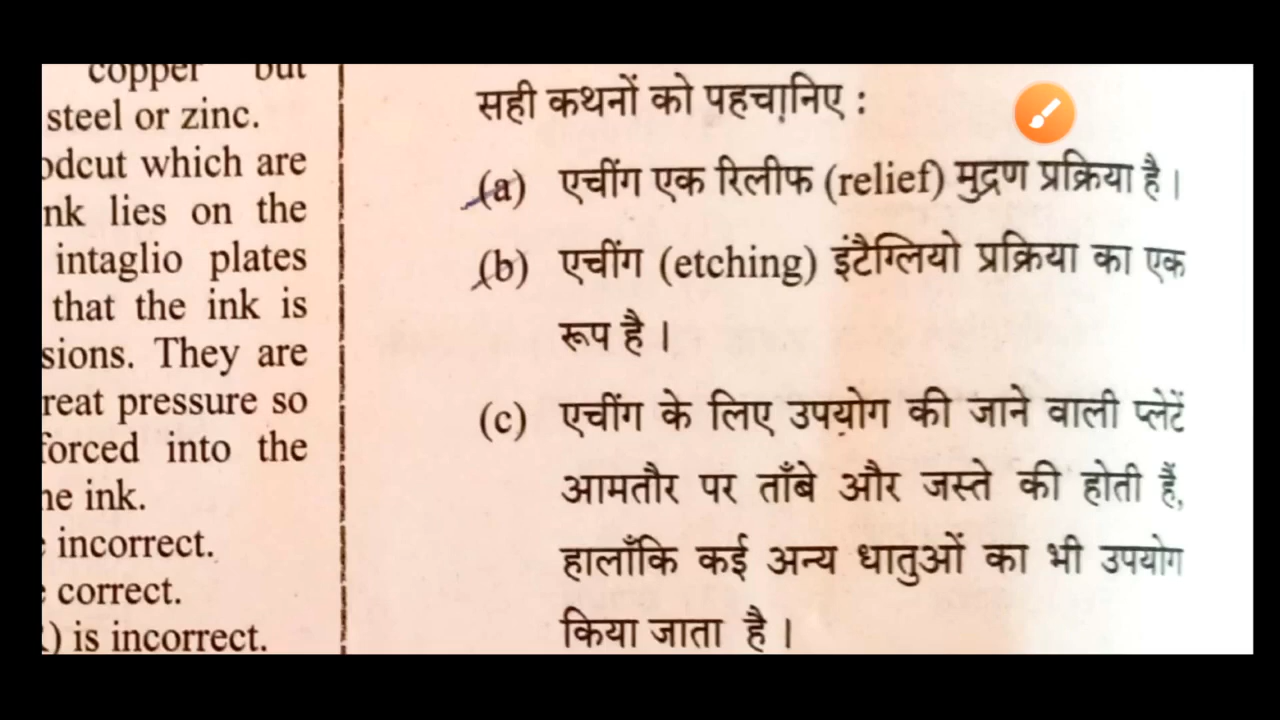 copper but
steel or zinc.
odcut which are
nk lies on the
intaglio plates
that the ink is
sions. They are
reat pressure so
forced into the
he ink.
incorrect.
correct.
) is incorrect.
सही कथनों को पहचानिए :
(a) एचींग एक रिलीफ (relief) मुद्रण प्रक्रिया है।
(b) एचींग (etching) इंटैग्लियो प्रक्रिया का एक
रूप है।
(c) एचींग के लिए उपयोग की जाने वाली प्लेटें
आमतौर पर ताँबे और जस्ते की होती हैं,
हालाँकि कई अन्य धातुओं का भी उपयोग
किया जाता है।